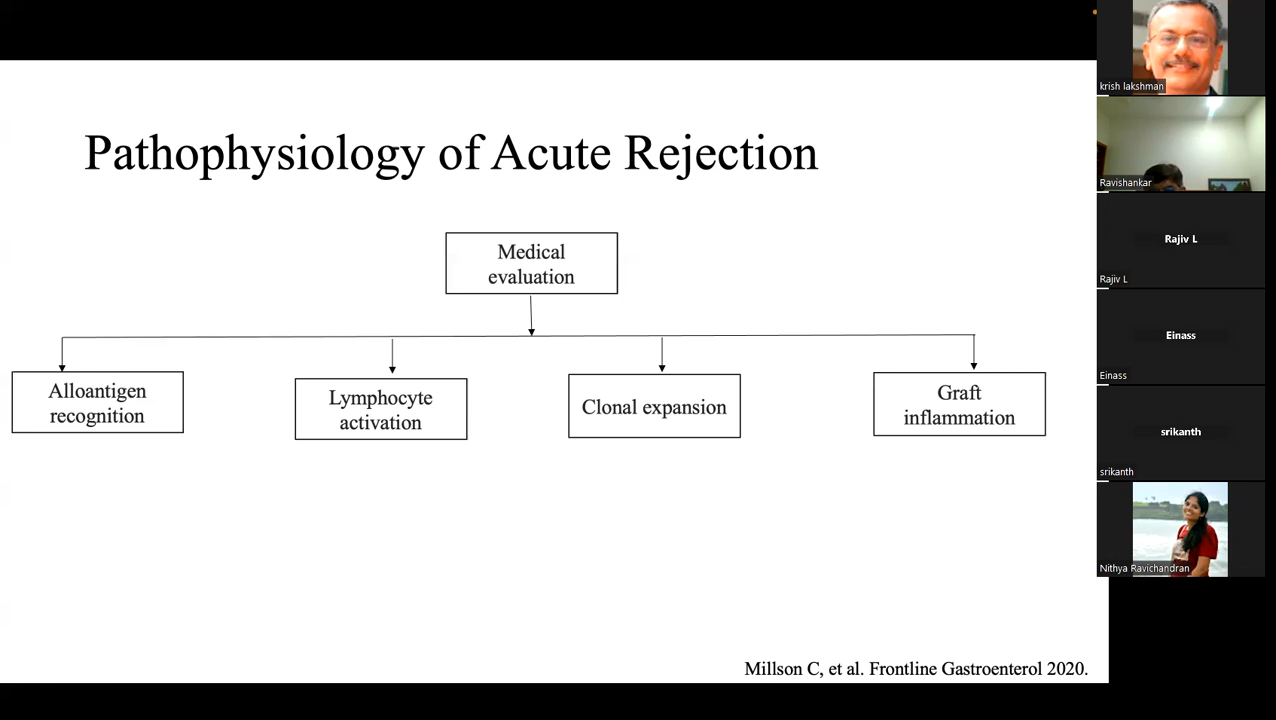 Pathophysiology of Acute Rejection
Medical
evaluation
Alloantigen
recognition
Lymphocyte
activation
Clonal expansion
Graft
inflammation
Millson C, et al. Frontline Gastroenterol 2020.
krish lakshman
Ravishankar
Rajiv L
Rajiv L
Einass
Einass
srikanth
srikanth
Nithya Ravichandran